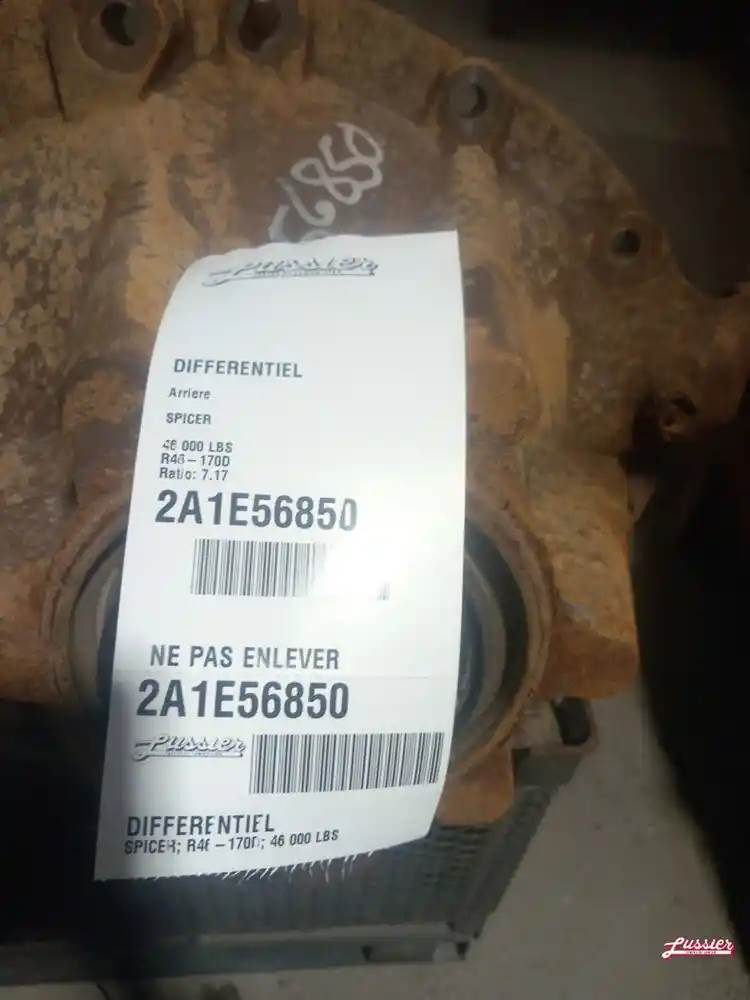 56850
Lussier
DIFFERENTIEL
Arriere
SPICER
46 000 LBS
R46-170D
Ratio: 7.17
2A1E56850
NE PAS ENLEVER
2A1E56850
Lussier
DIFFERENTIEL
SPICER; R46-170D; 46 000 LBS
Lussier